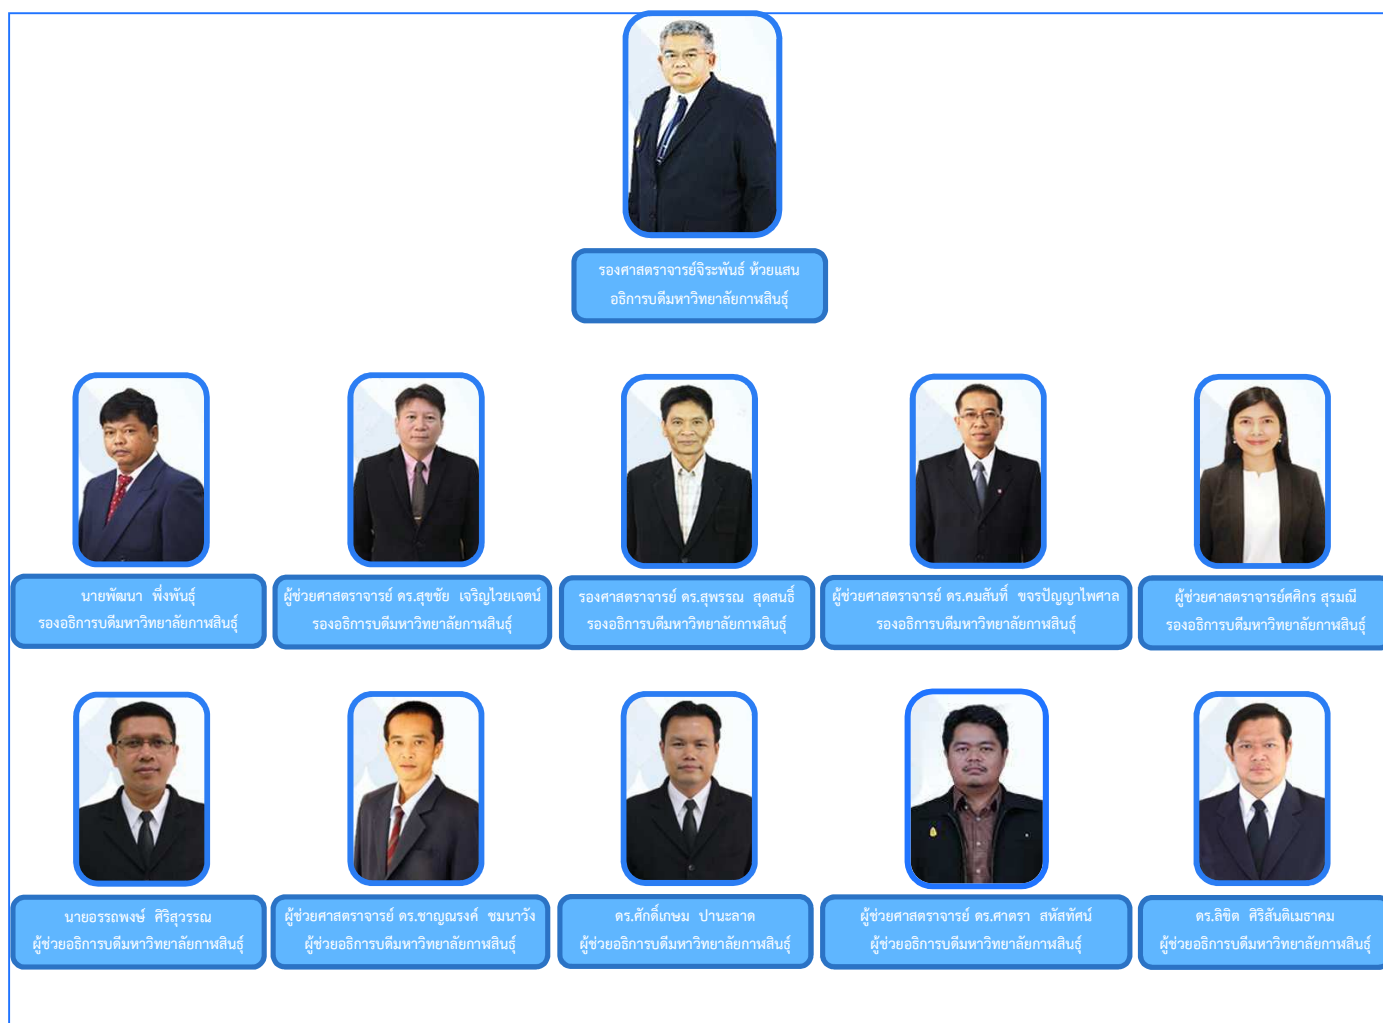 รองศาสตราจารย์จิระพันธ์ ห้วยแสน
อธิการบดีมหาวิทยาลัยกาฬสินธุ์
นายพัฒนา พึ่งพันธุ์
รองอธิการบดีมหาวิทยาลัยกาฬสินธุ์
ผู้ช่วยศาสตราจารย์ ดร.สุขชัย เจริญไวยเจตน์
รองอธิการบดีมหาวิทยาลัยกาฬสินธุ์
รองศาสตราจารย์ ดร.สุพรรณ สุดสนธิ์
รองอธิการบดีมหาวิทยาลัยกาฬสินธุ์
ผู้ช่วยศาสตราจารย์ ดร.คมสันทิ์ ขจรปัญญาไพศาล
รองอธิการบดีมหาวิทยาลัยกาฬสินธุ์
ผู้ช่วยศาสตราจารย์ศศิกร สุรมณี
รองอธิการบดีมหาวิทยาลัยกาฬสินธุ์
นายอรรถพงษ์ ศิริสุวรรณ
ผู้ช่วยอธิการบดีมหาวิทยาลัยกาฬสินธุ์
ผู้ช่วยศาสตราจารย์ ดร.ชาญณรงค์ ชมนาวัง
ผู้ช่วยอธิการบดีมหาวิทยาลัยกาฬสินธุ์
ดร.ศักดิ์เกษม ปานะลาด
ผู้ช่วยอธิการบดีมหาวิทยาลัยกาฬสินธุ์
ผู้ช่วยศาสตราจารย์ ดร.ศาตรา สหัสทัศน์
ผู้ช่วยอธิการบดีมหาวิทยาลัยกาฬสินธุ์
ดร.ลิขิต ศิริสันติเมธาคม
ผู้ช่วยอธิการบดีมหาวิทยาลัยกาฬสินธุ์